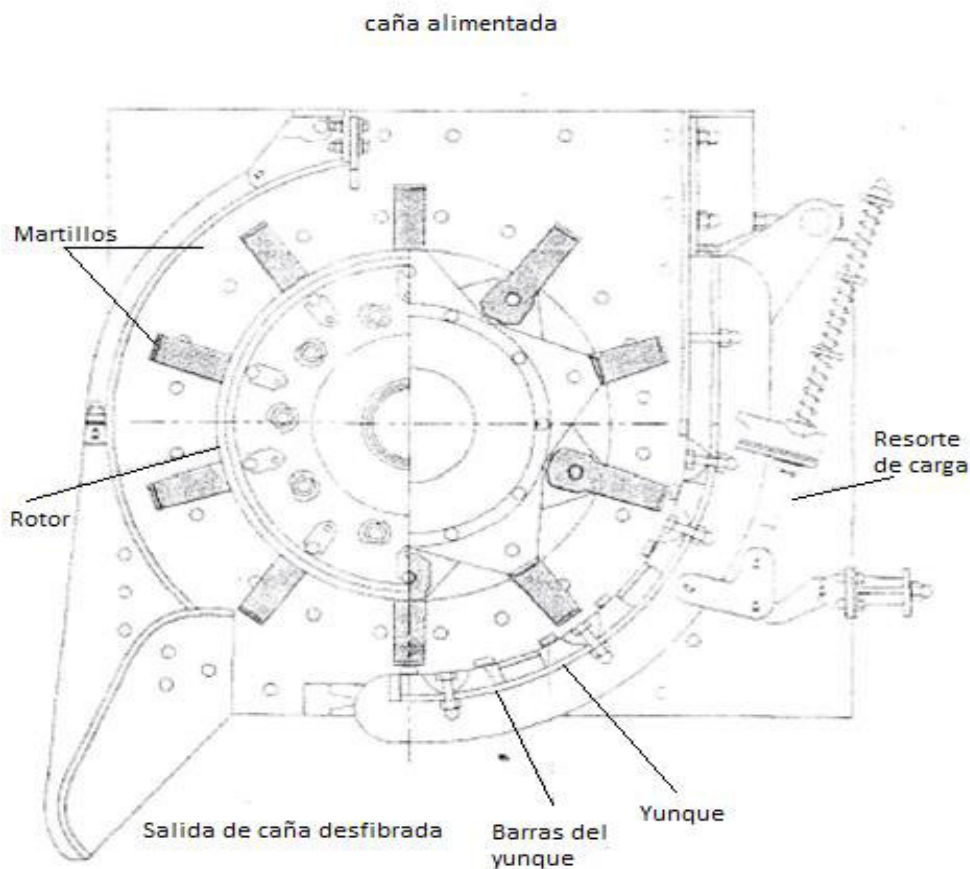 caña alimentada
Martillos
Resorte
de carga
Rotor
Yunque
Salida de caña desfibrada
Barras del
yunque